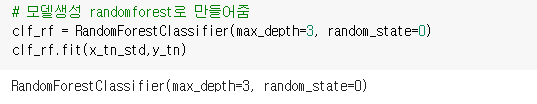 # 모델생성 randomforest로 만들어줌
clf_rf = RandomForestClassifier(max_depth=3, random_state=0)
clf_rf.fit(x_tn_std,y_tn)
RandomForestClassifier(max_depth=3, random_state=0)